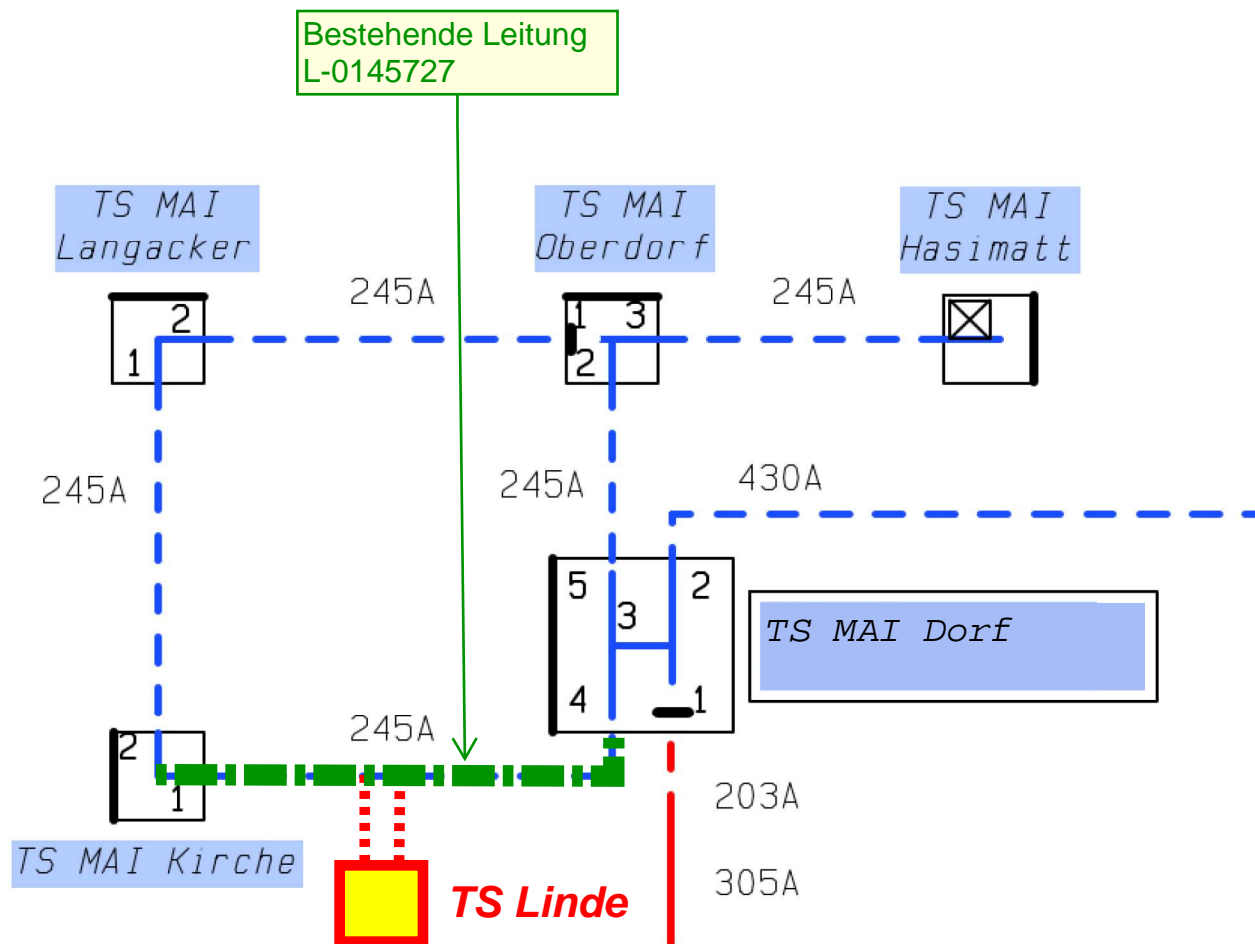 Bestehende Leitung
L-0145727
TS MAI
Langacker
TS MAI
Oberdorf
TS MAI
Hasimatt
245A
245A
2
1
1
3
2
245A
245A
430A
5
2
3
4
1
TS MAI Dorf
245A
2
1
203A
TS MAI Kirche
305A
TS Linde